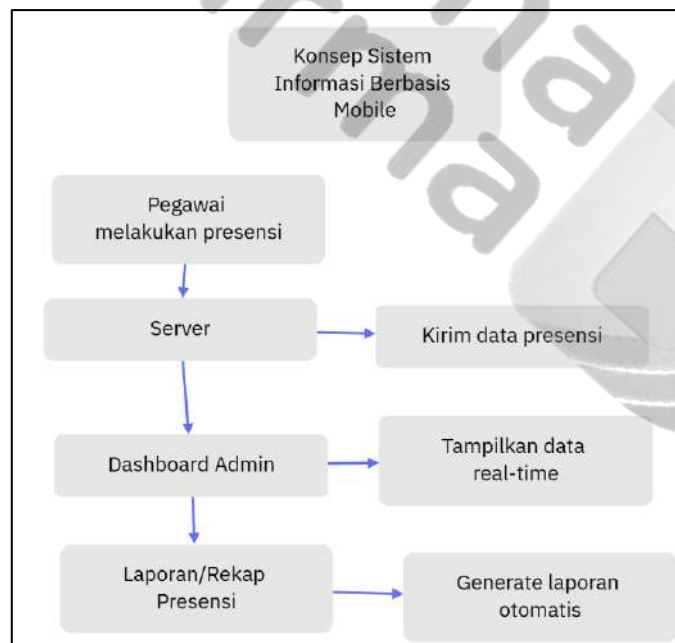 Konsep Sistem
Informasi Berbasis
Mobile
Pegawai
melakukan presensi
Server
Kirim data presensi
Dashboard Admin
Tampilkan data
real-time
Laporan/Rekap
Presensi
Generate laporan
otomatis